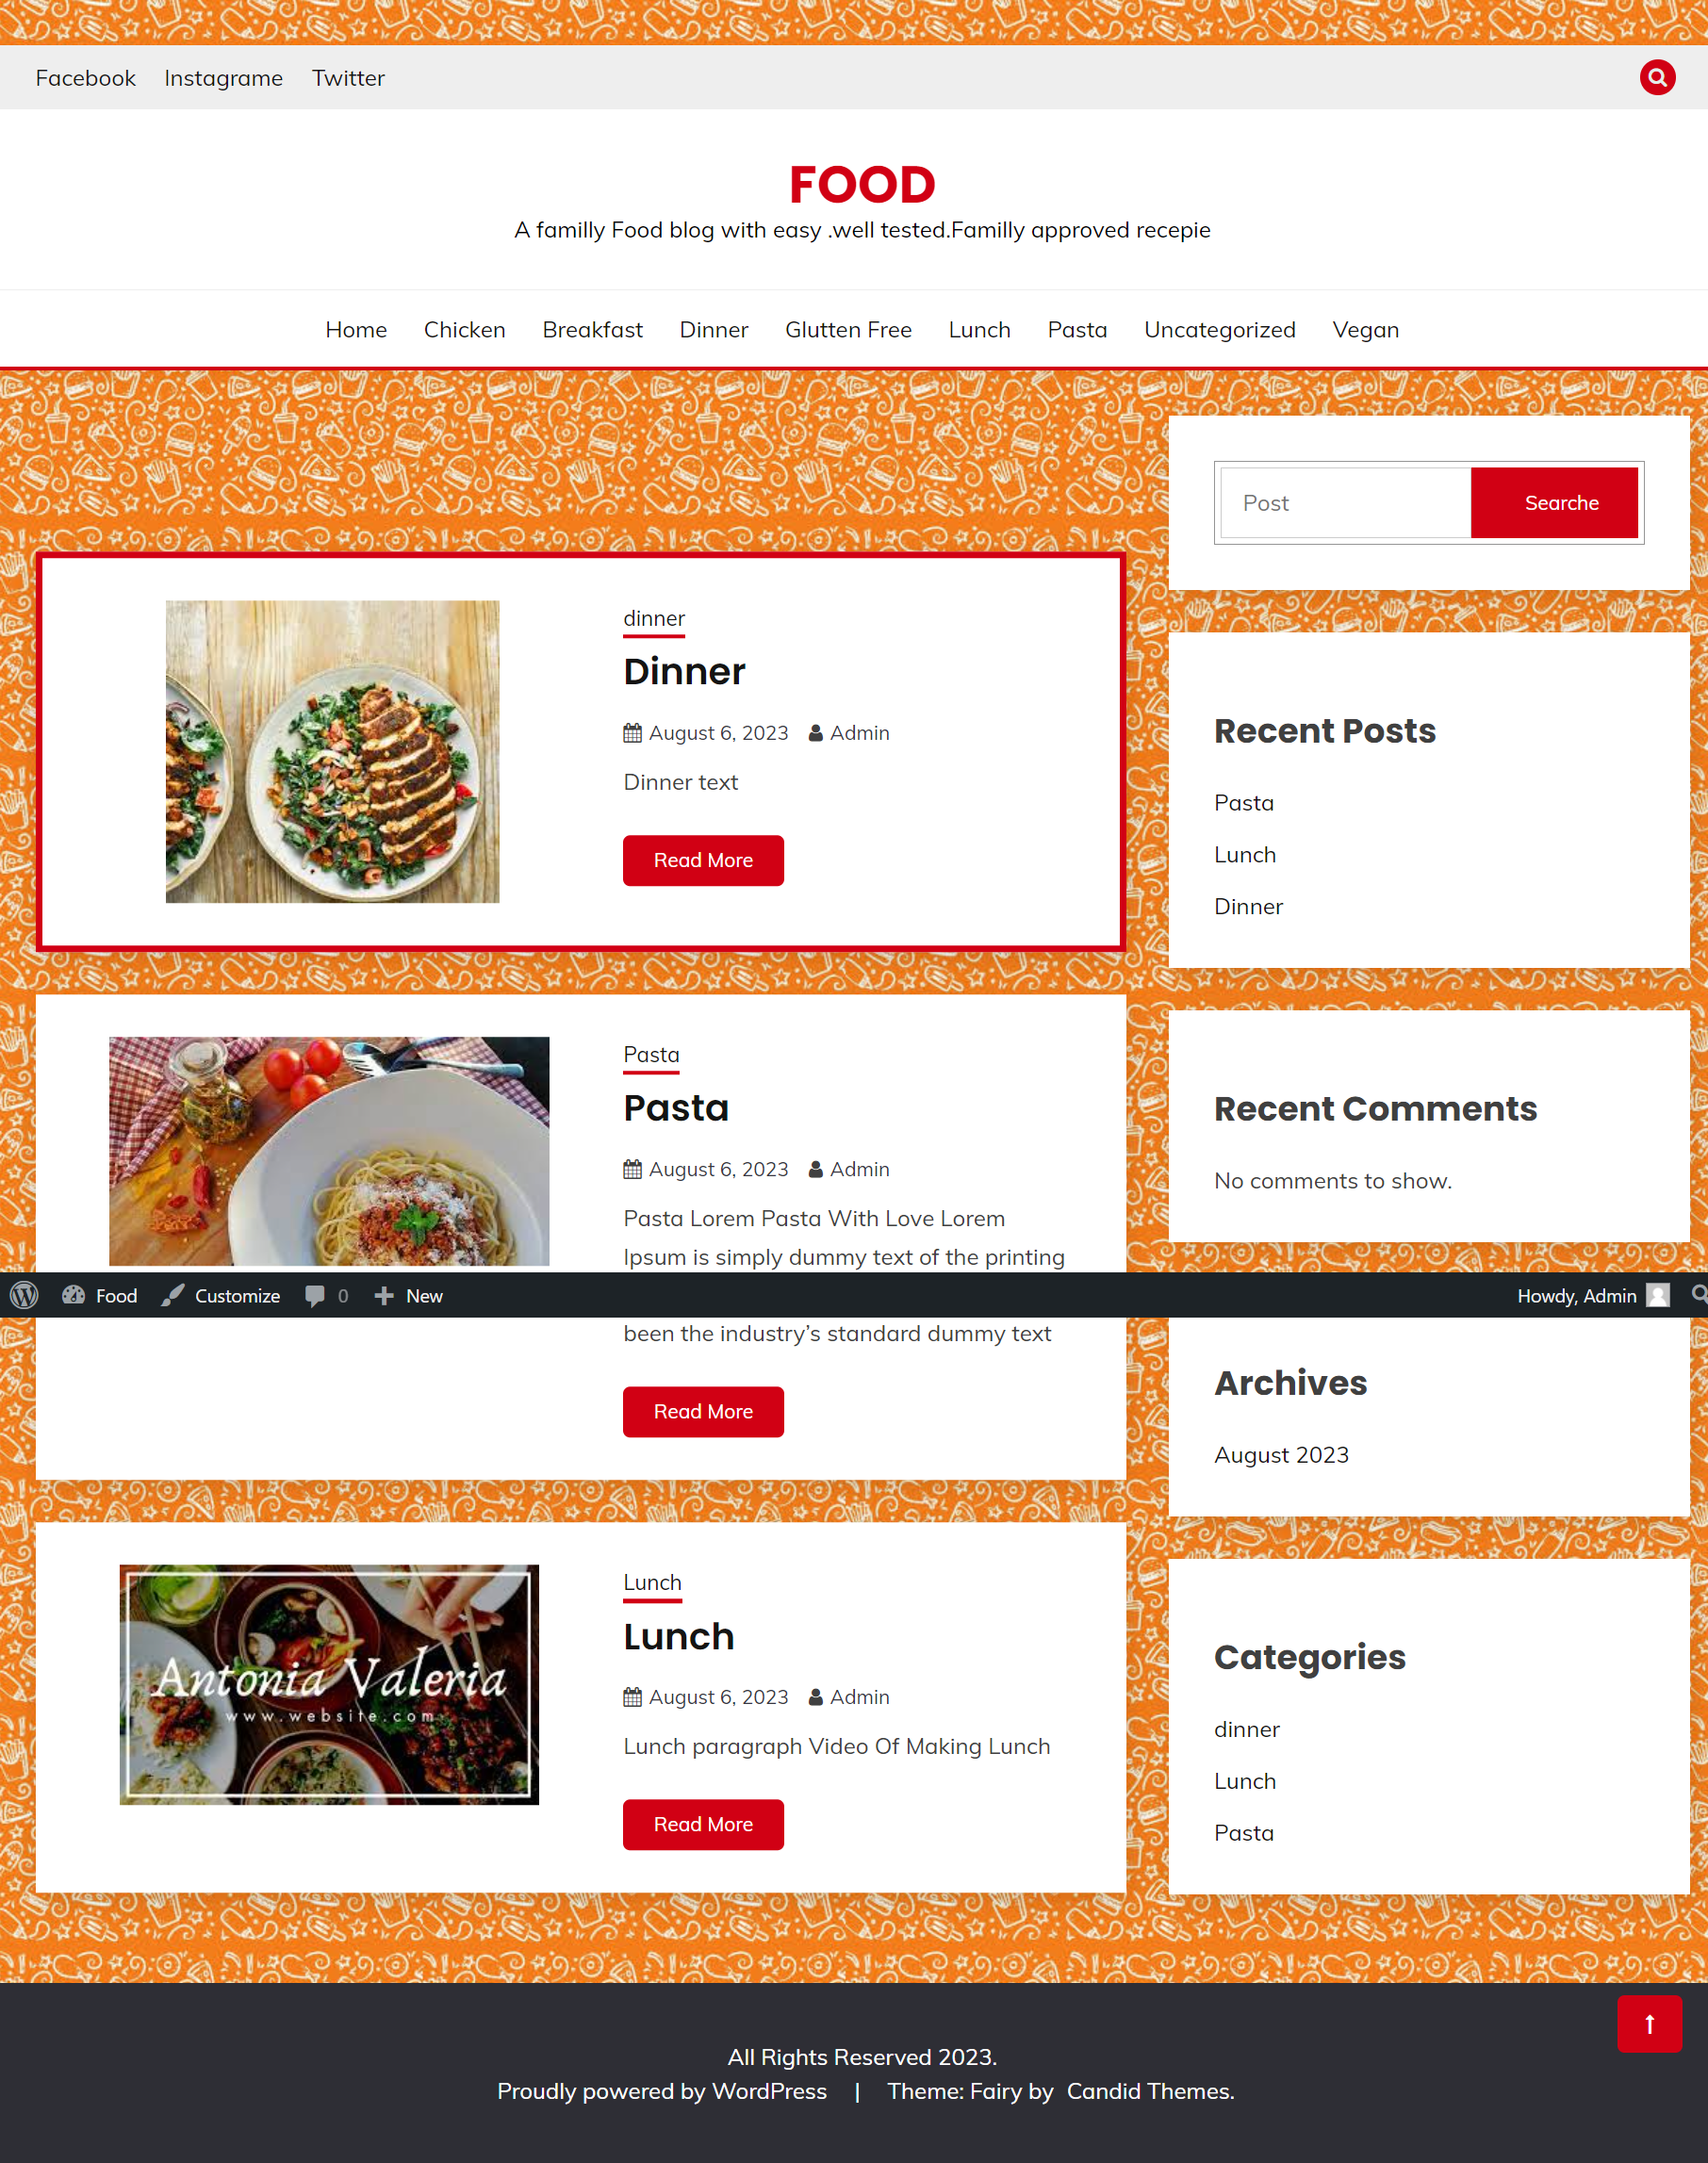 Facebook Instagrame Twitter
FOOD
A familly Food blog with easy .well tested.Familly approved recepie
Home Chicken Breakfast Dinner Glutten Free Lunch Pasta Uncategorized Vegan
Post Searche
dinner
Dinner
August 6, 2023 Admin
Dinner text
Read More
Recent Posts
Pasta
Lunch
Dinner
Pasta
Pasta
August 6, 2023 Admin
Pasta Lorem Pasta With Love Lorem
Ipsum is simply dummy text of the printing
Recent Comments
No comments to show.
Food Customize 0 New Howdy, Admin
been the industry's standard dummy text
Read More
Archives
August 2023
Antonia Valeria
www.website.com
Lunch
Lunch
August 6, 2023 Admin
Lunch paragraph Video Of Making Lunch
Read More
Categories
dinner
Lunch
Pasta
All Rights Reserved 2023.
Proudly powered by WordPress | Theme: Fairy by Candid Themes.